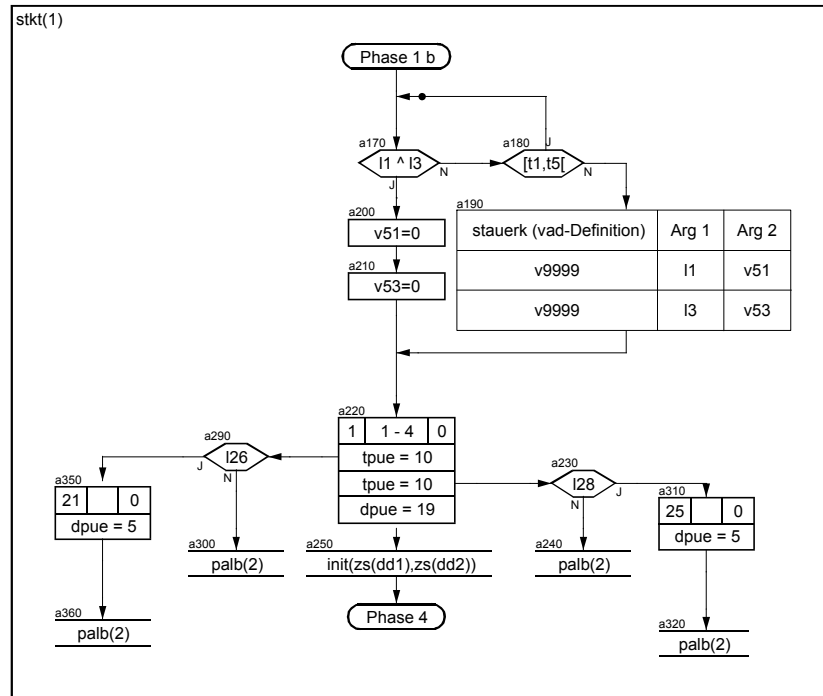 stkt(1)
Phase 1 b
a170
l1 ^ l3
N
J
a180
J
[t1,t5[
N
a200
v51=0
a210
v53=0
a190
stauerk (vad-Definition) Arg 1 Arg 2
v9999 l1 v51
v9999 l3 v53
a220
1 1 - 4 0
tpue = 10
tpue = 10
dpue = 19
a290
l26
J
N
a350
21 0
dpue = 5
a230
l28
J
N
a310
25 0
dpue = 5
a300
palb(2)
a250
init(zs(dd1),zs(dd2))
a240
palb(2)
Phase 4
a360
palb(2)
a320
palb(2)